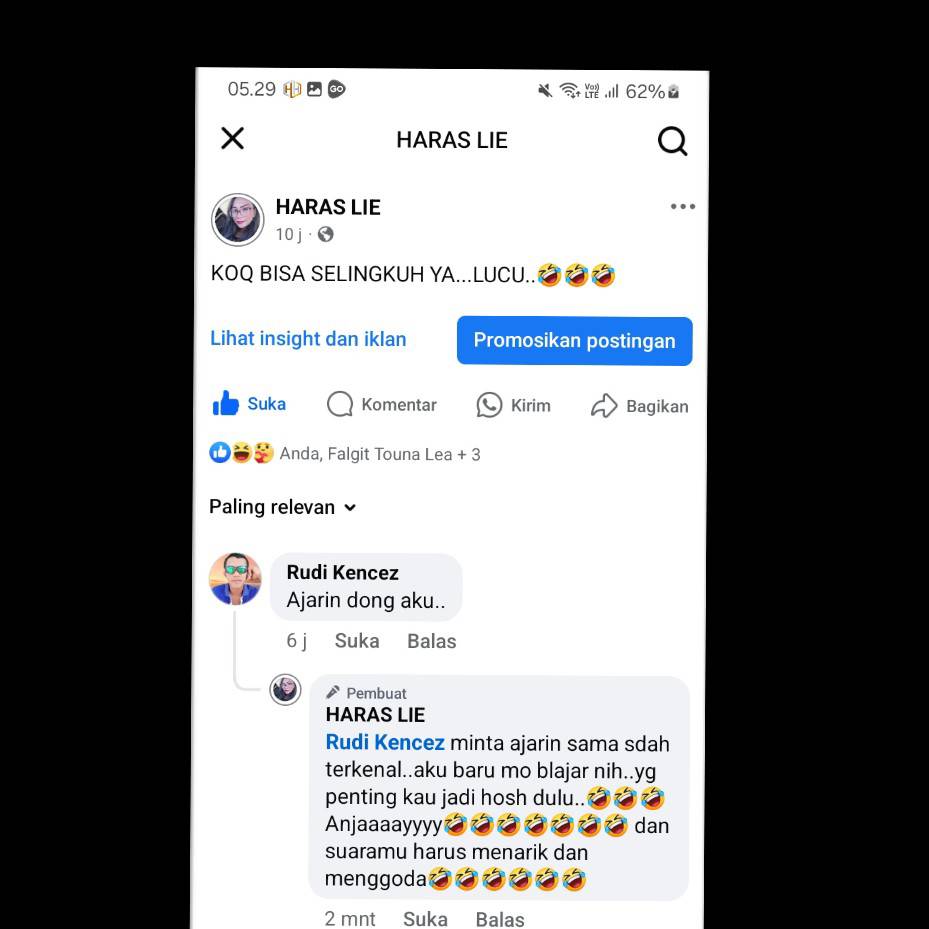 05.29 GO Vo) LTE 62%
HARAS LIE
HARAS LIE
10 j ·
KOQ BISA SELINGKUH YA...LUCU..🤣🤣🤣
Lihat insight dan iklan
Promosikan postingan
Suka Komentar Kirim Bagikan
Anda, Falgit Touna Lea + 3
Paling relevan
Rudi Kencez
Ajarin dong aku..
6 j Suka Balas
Pembuat
HARAS LIE
Rudi Kencez minta ajarin sama sdah
terkenal..aku baru mo blajar nih..yg
penting kau jadi hosh dulu..🤣🤣🤣
Anjaaaayyyy🤣🤣🤣🤣🤣🤣🤣 dan
suaramu harus menarik dan
menggoda🤣🤣🤣🤣🤣🤣
2 mnt Suka Balas